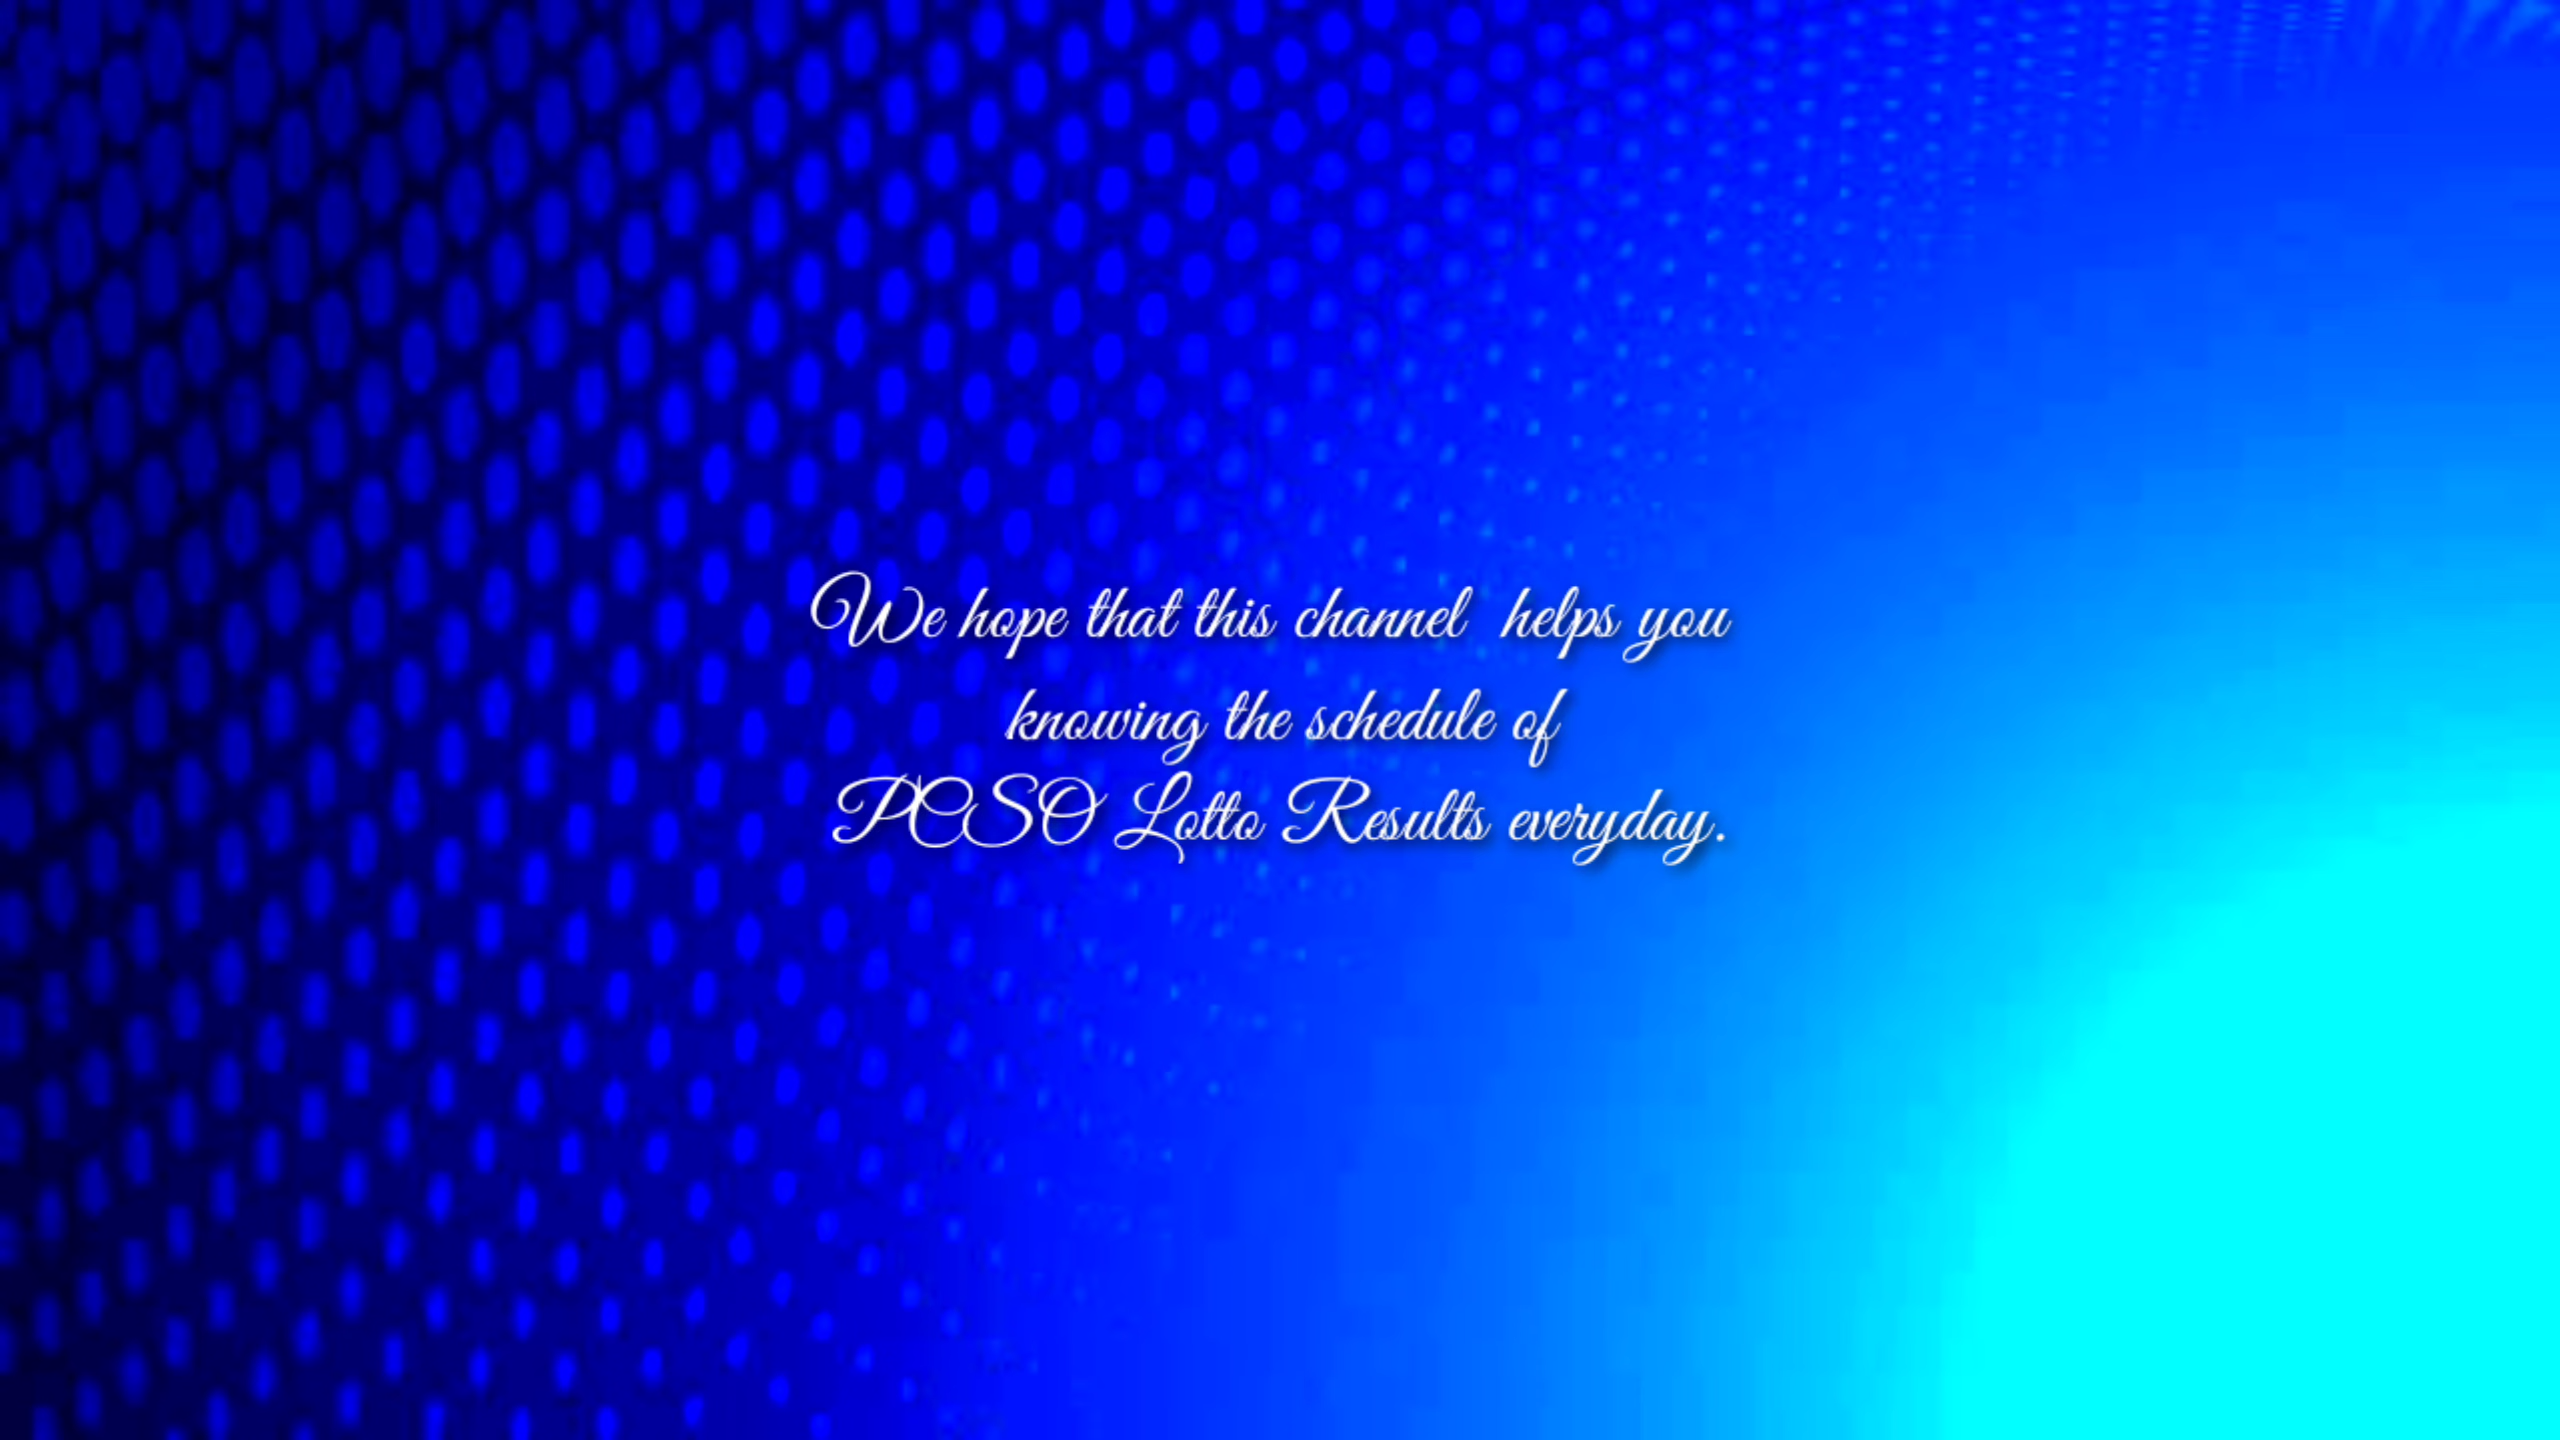 We hope that this channel helps you
knowing the schedule of
PCSO Lotto Results everyday.